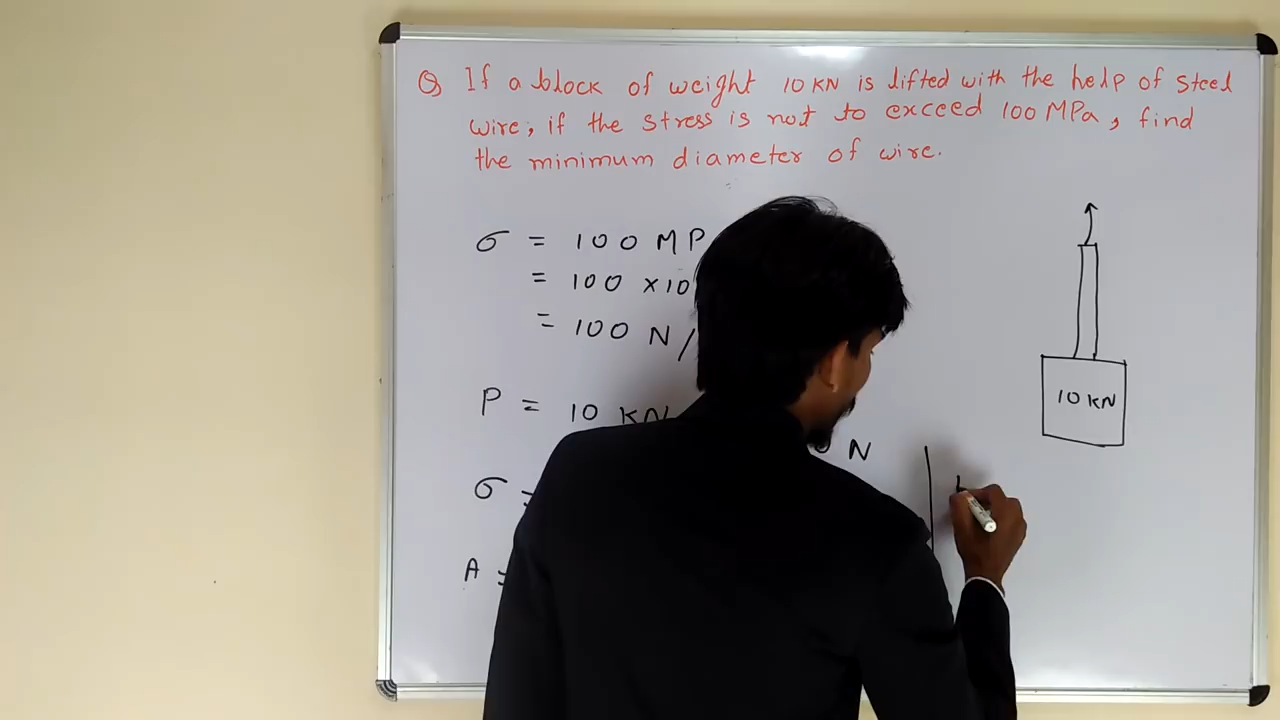 Q If a block of weight 10 KN is lifted with the help of steel
wire, if the stress is not to exceed 100 MPa, find
the minimum diameter of wire.
σ = 100 MP
= 100 × 10
= 100 N/
P = 10 KN
N
σ =
A =
10 KN